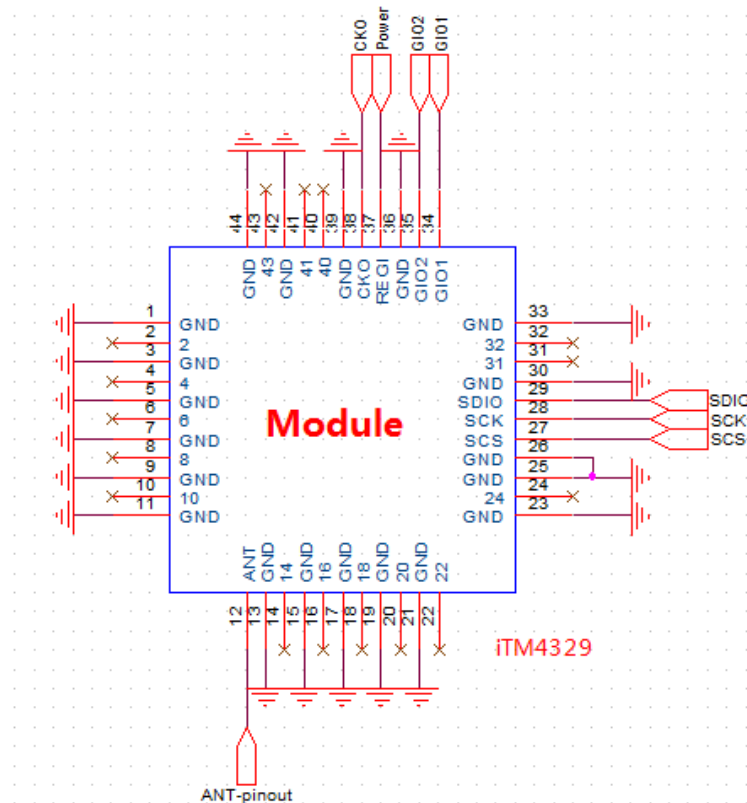 CKO
Power
GIO2
GIO1
44
43
42
41
40
39
38
37
36
35
34
GND
43
GND
41
40
GND
CKO
REGI
GND
GIO2
GIO1
1
2
3
4
5
6
7
8
9
10
11
GND
2
GND
4
GND
6
GND
8
GND
10
GND
Module
33
32
31
30
29
28
27
26
25
24
23
GND
32
31
GND
SDIO
SCK
SCS
GND
GND
24
GND
SDIO
SCK
SCS
ANT
GND
14
GND
16
GND
18
GND
20
GND
22
12
13
14
15
16
17
18
19
20
21
22
iTM4329
ANT-pinout